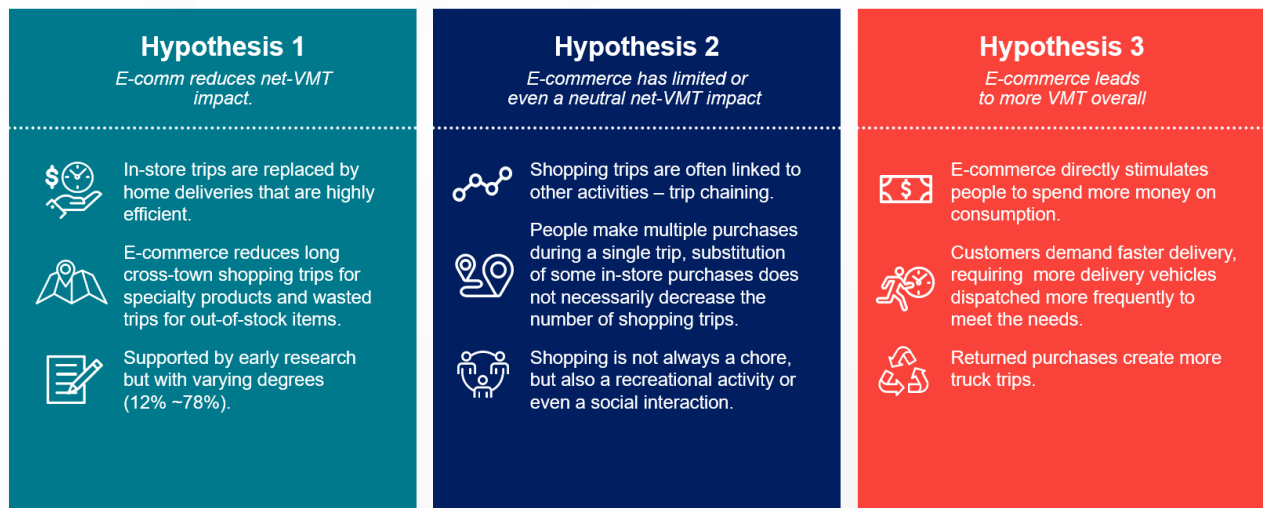 Hypothesis 1
E-comm reduces net-VMT
impact.
$
In-store trips are replaced by
home deliveries that are highly
efficient.
E-commerce reduces long
cross-town shopping trips for
specialty products and wasted
trips for out-of-stock items.
Supported by early research
but with varying degrees
(12% ~78%).
Hypothesis 2
E-commerce has limited or
even a neutral net-VMT impact
Shopping trips are often linked to
other activities – trip chaining.
People make multiple purchases
during a single trip, substitution
of some in-store purchases does
not necessarily decrease the
number of shopping trips.
Shopping is not always a chore,
but also a recreational activity or
even a social interaction.
Hypothesis 3
E-commerce leads
to more VMT overall
$
E-commerce directly stimulates
people to spend more money on
consumption.
Customers demand faster delivery,
requiring  more delivery vehicles
dispatched more frequently to
meet the needs.
Returned purchases create more
truck trips.